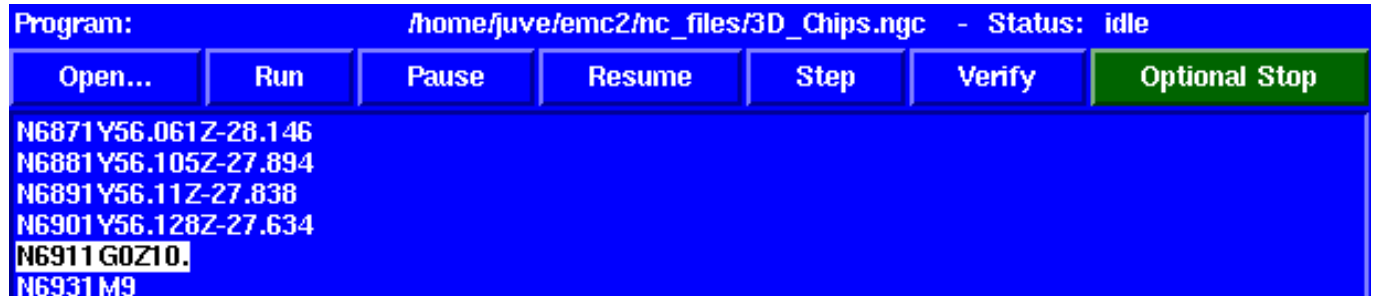 Program: /home/juve/emc2/nc_files/3D_Chips.ngc - Status: idle
Open... Run Pause Resume Step Verify Optional Stop
N6871Y56.061Z-28.146
N6881Y56.105Z-27.894
N6891Y56.11Z-27.838
N6901Y56.128Z-27.634
N6911G0Z10.
N6931M9